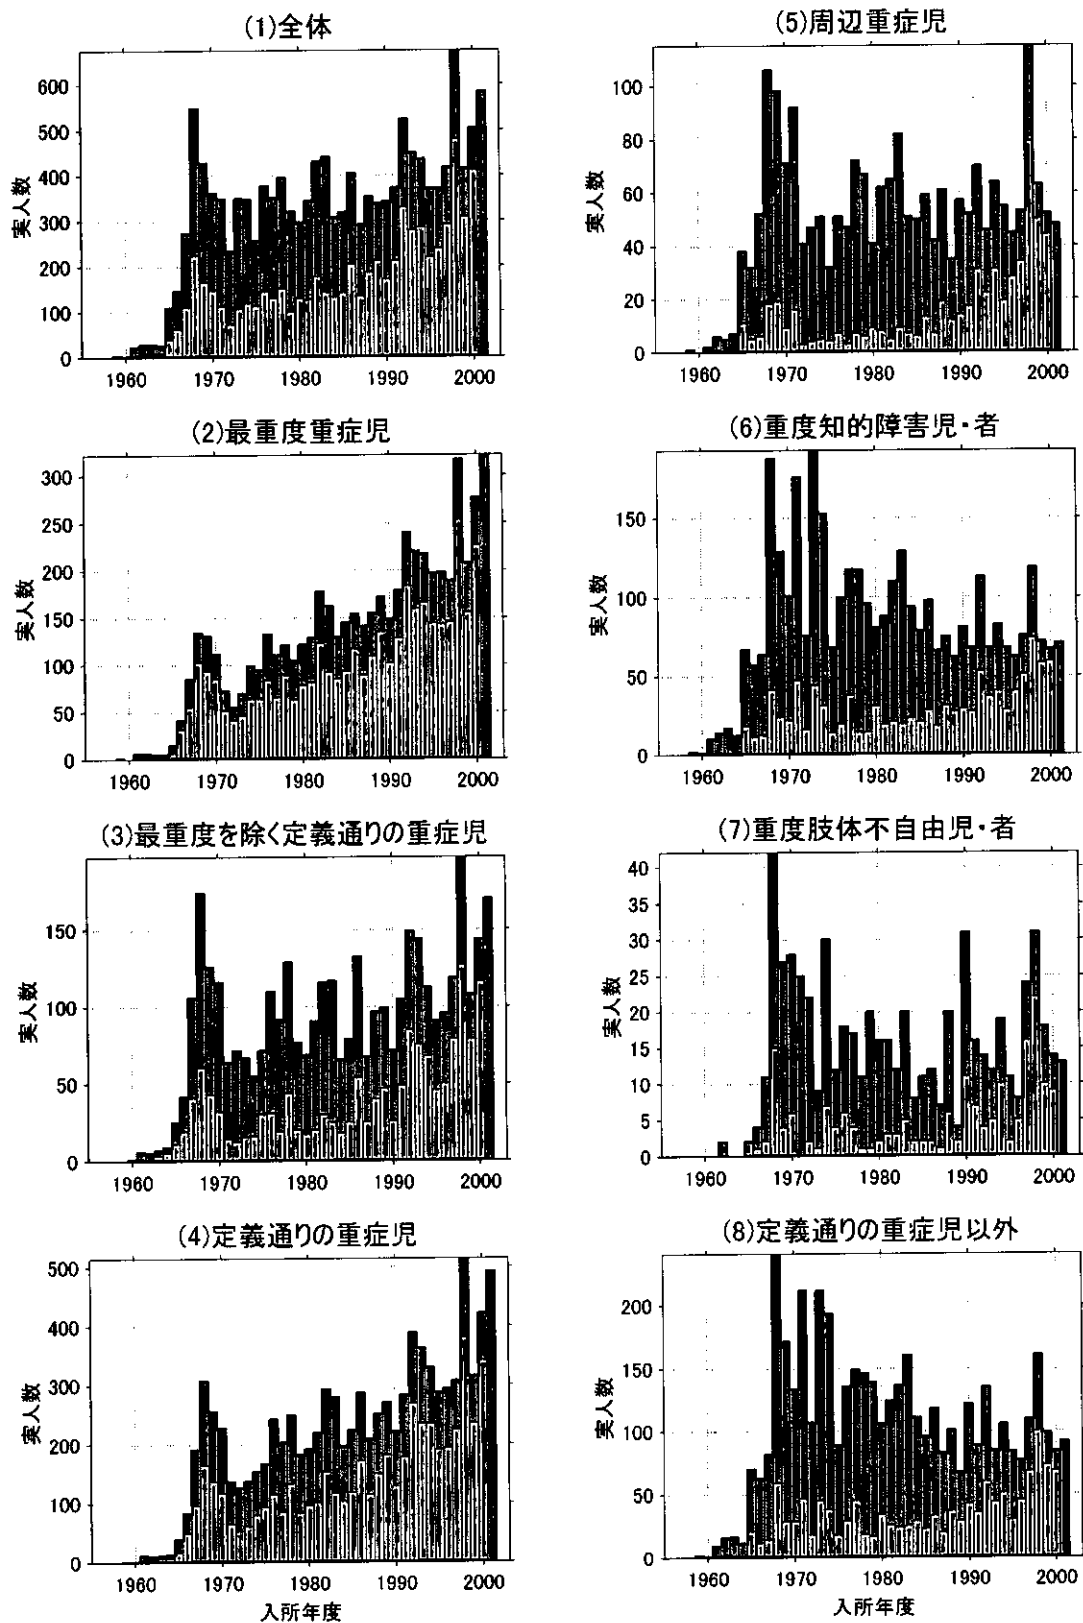 (1)全体
実人数
600
500
400
300
200
100
0
1960 1970 1980 1990 2000
(2)最重度重症児
実人数
300
250
200
150
100
50
0
1960 1970 1980 1990 2000
(3)最重度を除く定義通りの重症児
実人数
150
100
50
0
1960 1970 1980 1990 2000
(4)定義通りの重症児
実人数
500
400
300
200
100
0
1960 1970 1980 1990 2000
入所年度
(5)周辺重症児
実人数
100
80
60
40
20
0
1960 1970 1980 1990 2000
(6)重度知的障害児・者
実人数
150
100
50
0
1960 1970 1980 1990 2000
(7)重度肢体不自由児・者
実人数
40
35
30
25
20
15
10
5
0
1960 1970 1980 1990 2000
(8)定義通りの重症児以外
実人数
200
150
100
50
0
1960 1970 1980 1990 2000
入所年度